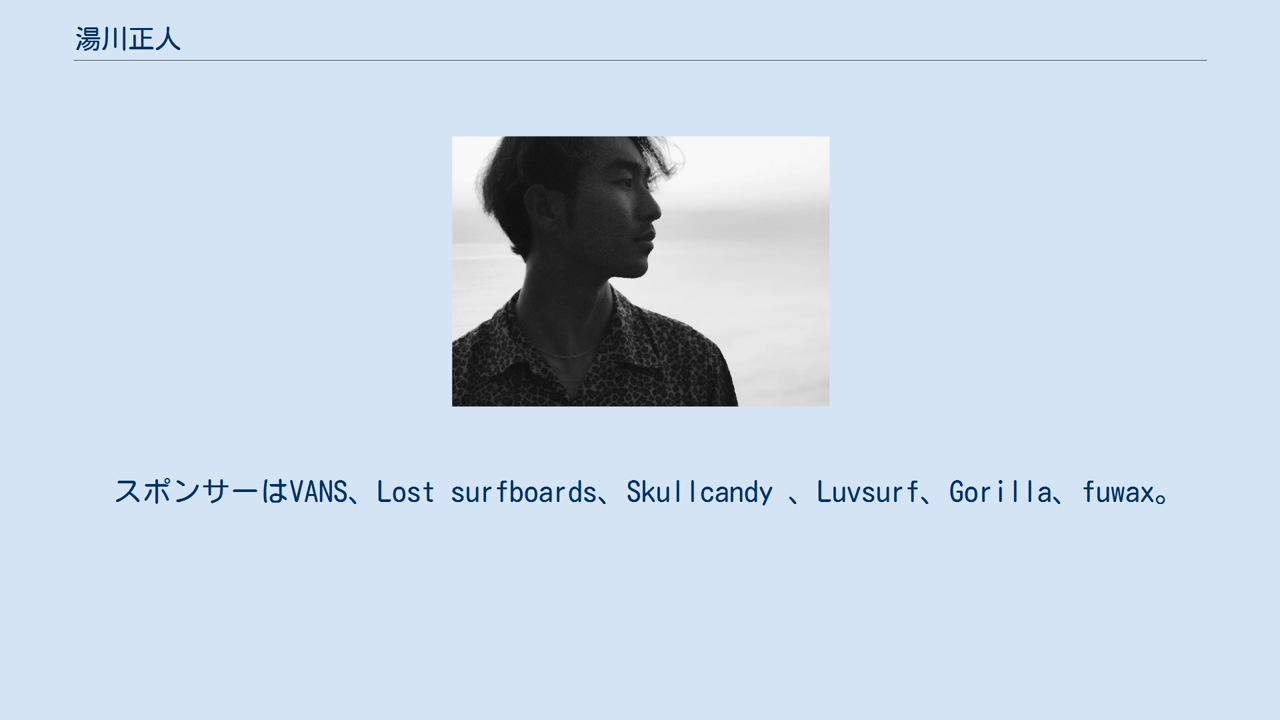 湯川正人
スポンサーはVANS、Lost surfboards、Skullcandy 、Luvsurf、Gorilla、fuwax。